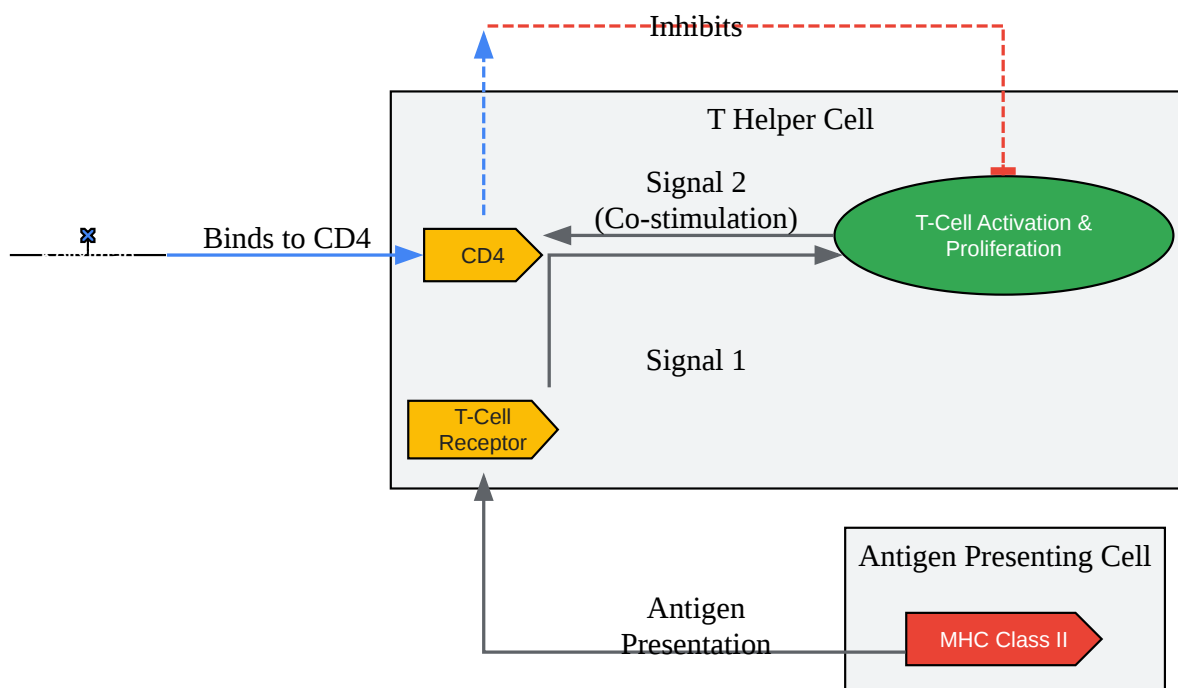 Inhibits
T Helper Cell
Signal 2
(Co-stimulation)
T-Cell Activation &
Proliferation
Binds to CD4
CD4
Signal 1
T-Cell
Receptor
Antigen Presenting Cell
Antigen
Presentation
MHC Class II